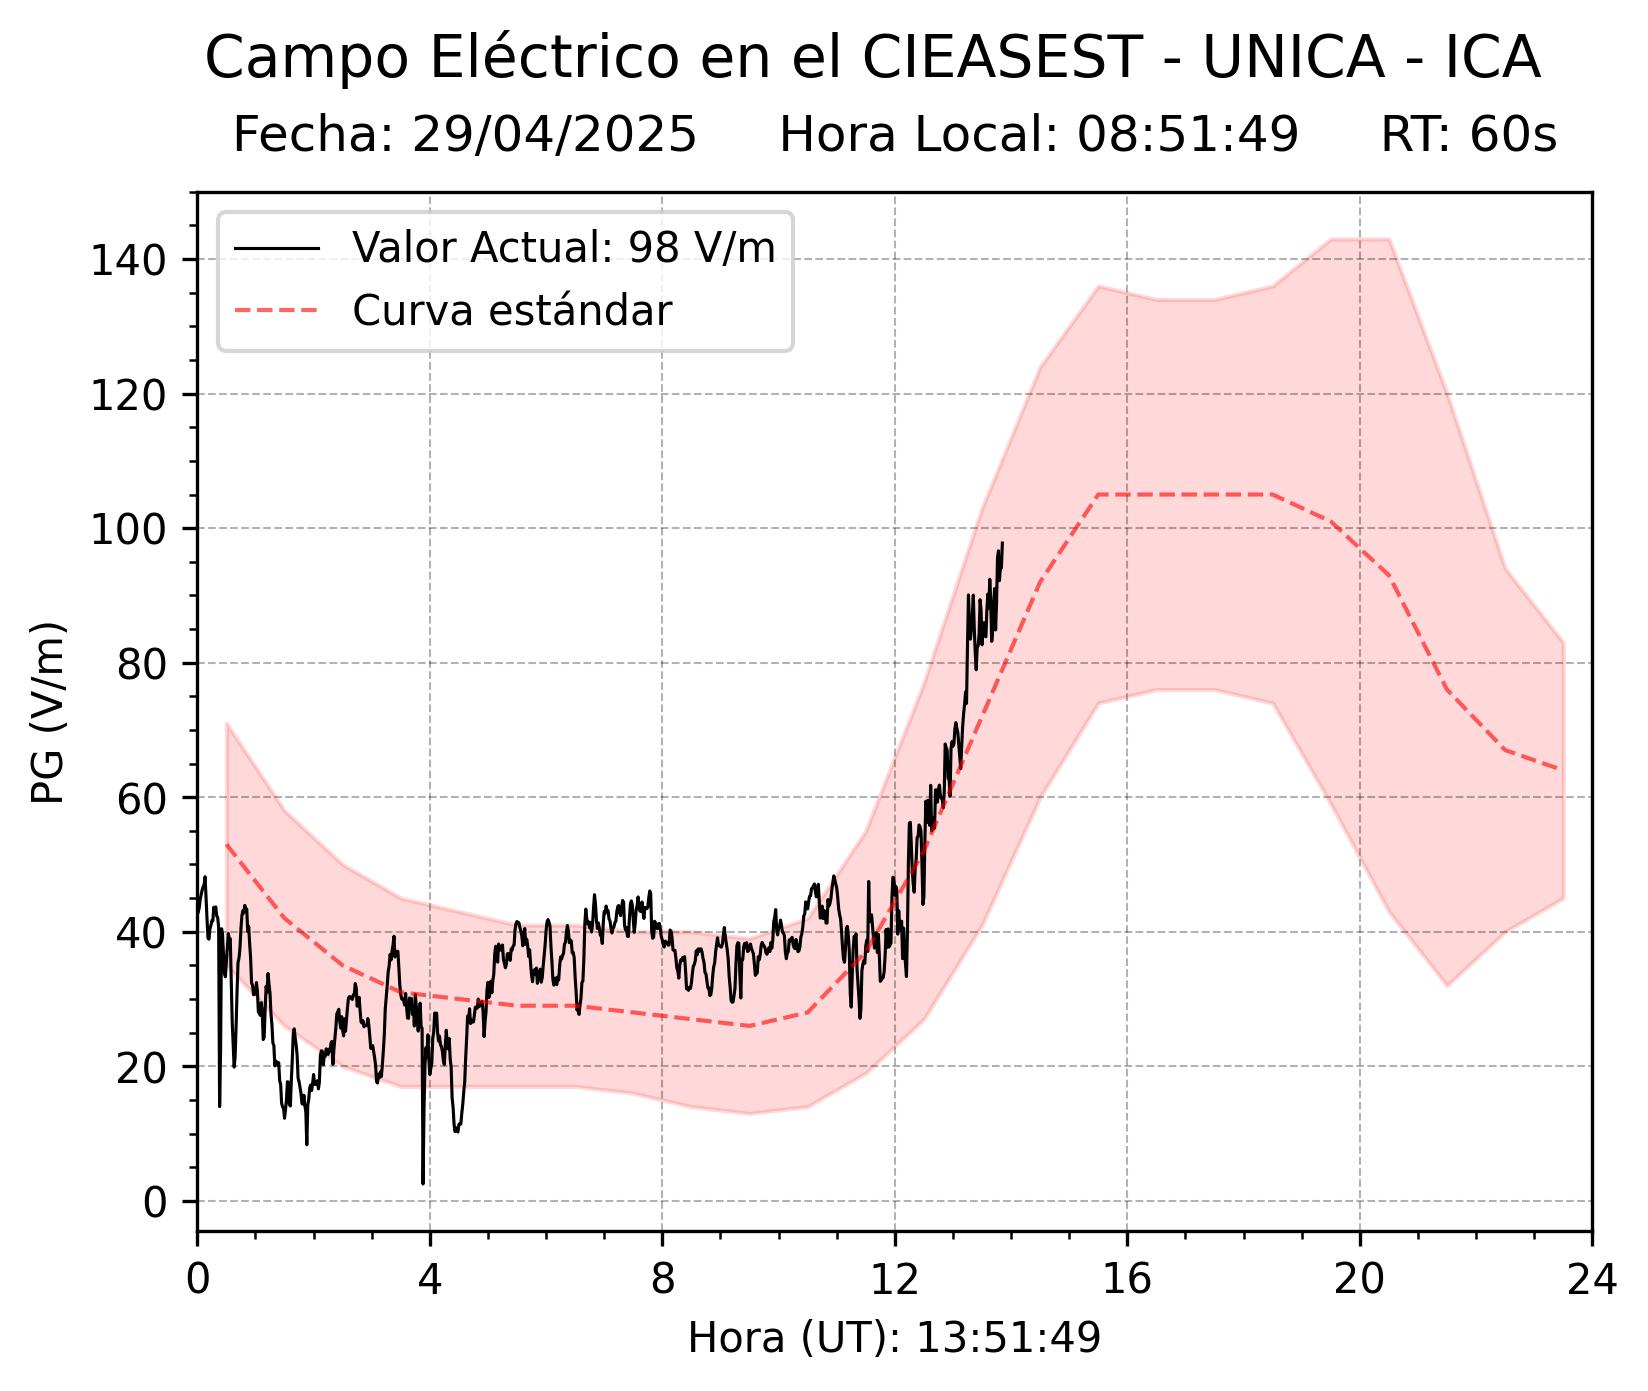 Campo Eléctrico en el CIEASEST - UNICA - ICA
Fecha: 29/04/2025 Hora Local: 08:51:49 RT: 60s
Valor Actual: 98 V/m
Curva estándar
PG (V/m)
140
120
100
80
60
40
20
0
0 4 8 12 16 20 24
Hora (UT): 13:51:49